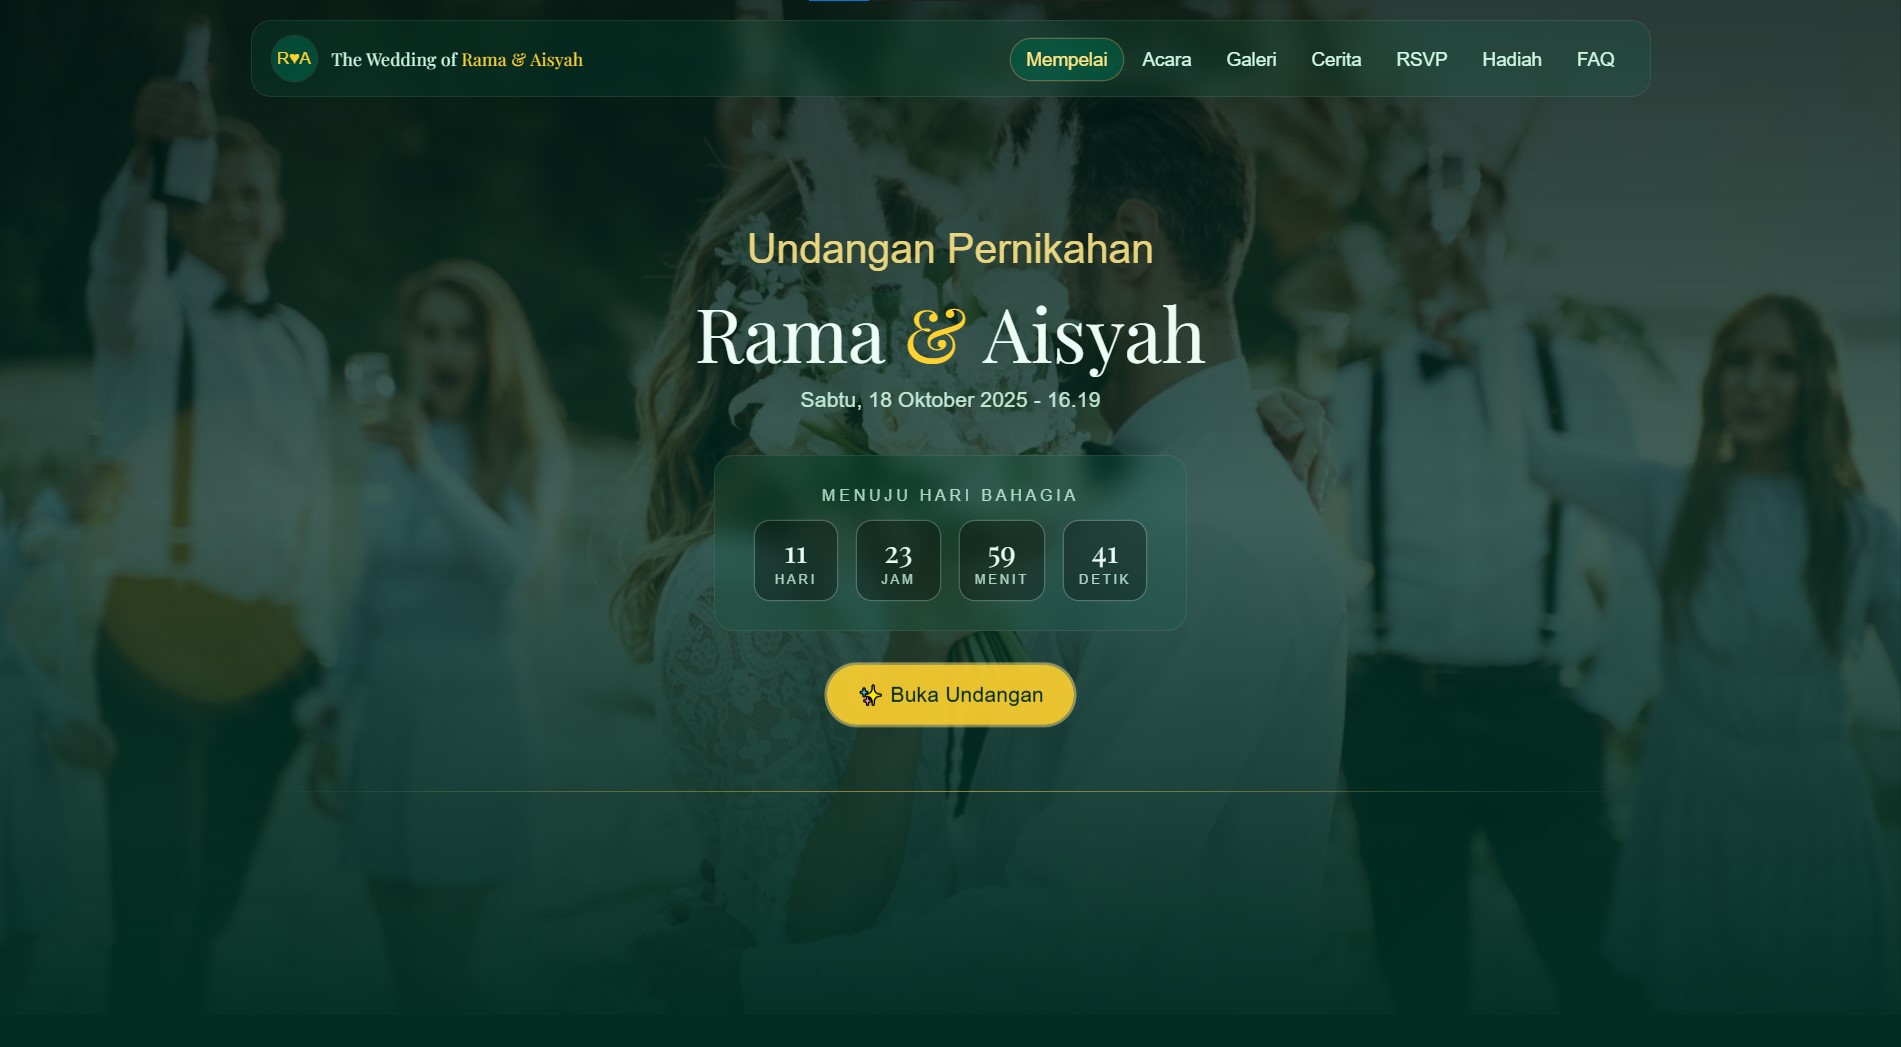 R♥A The Wedding of Rama & Aisyah Mempelai Acara Galeri Cerita RSVP Hadiah FAQ
Undangan Pernikahan
Rama & Aisyah
Sabtu, 18 Oktober 2025 - 16.19
MENUJU HARI BAHAGIA
11 23 59 41
HARI JAM MENIT DETIK
✨ Buka Undangan